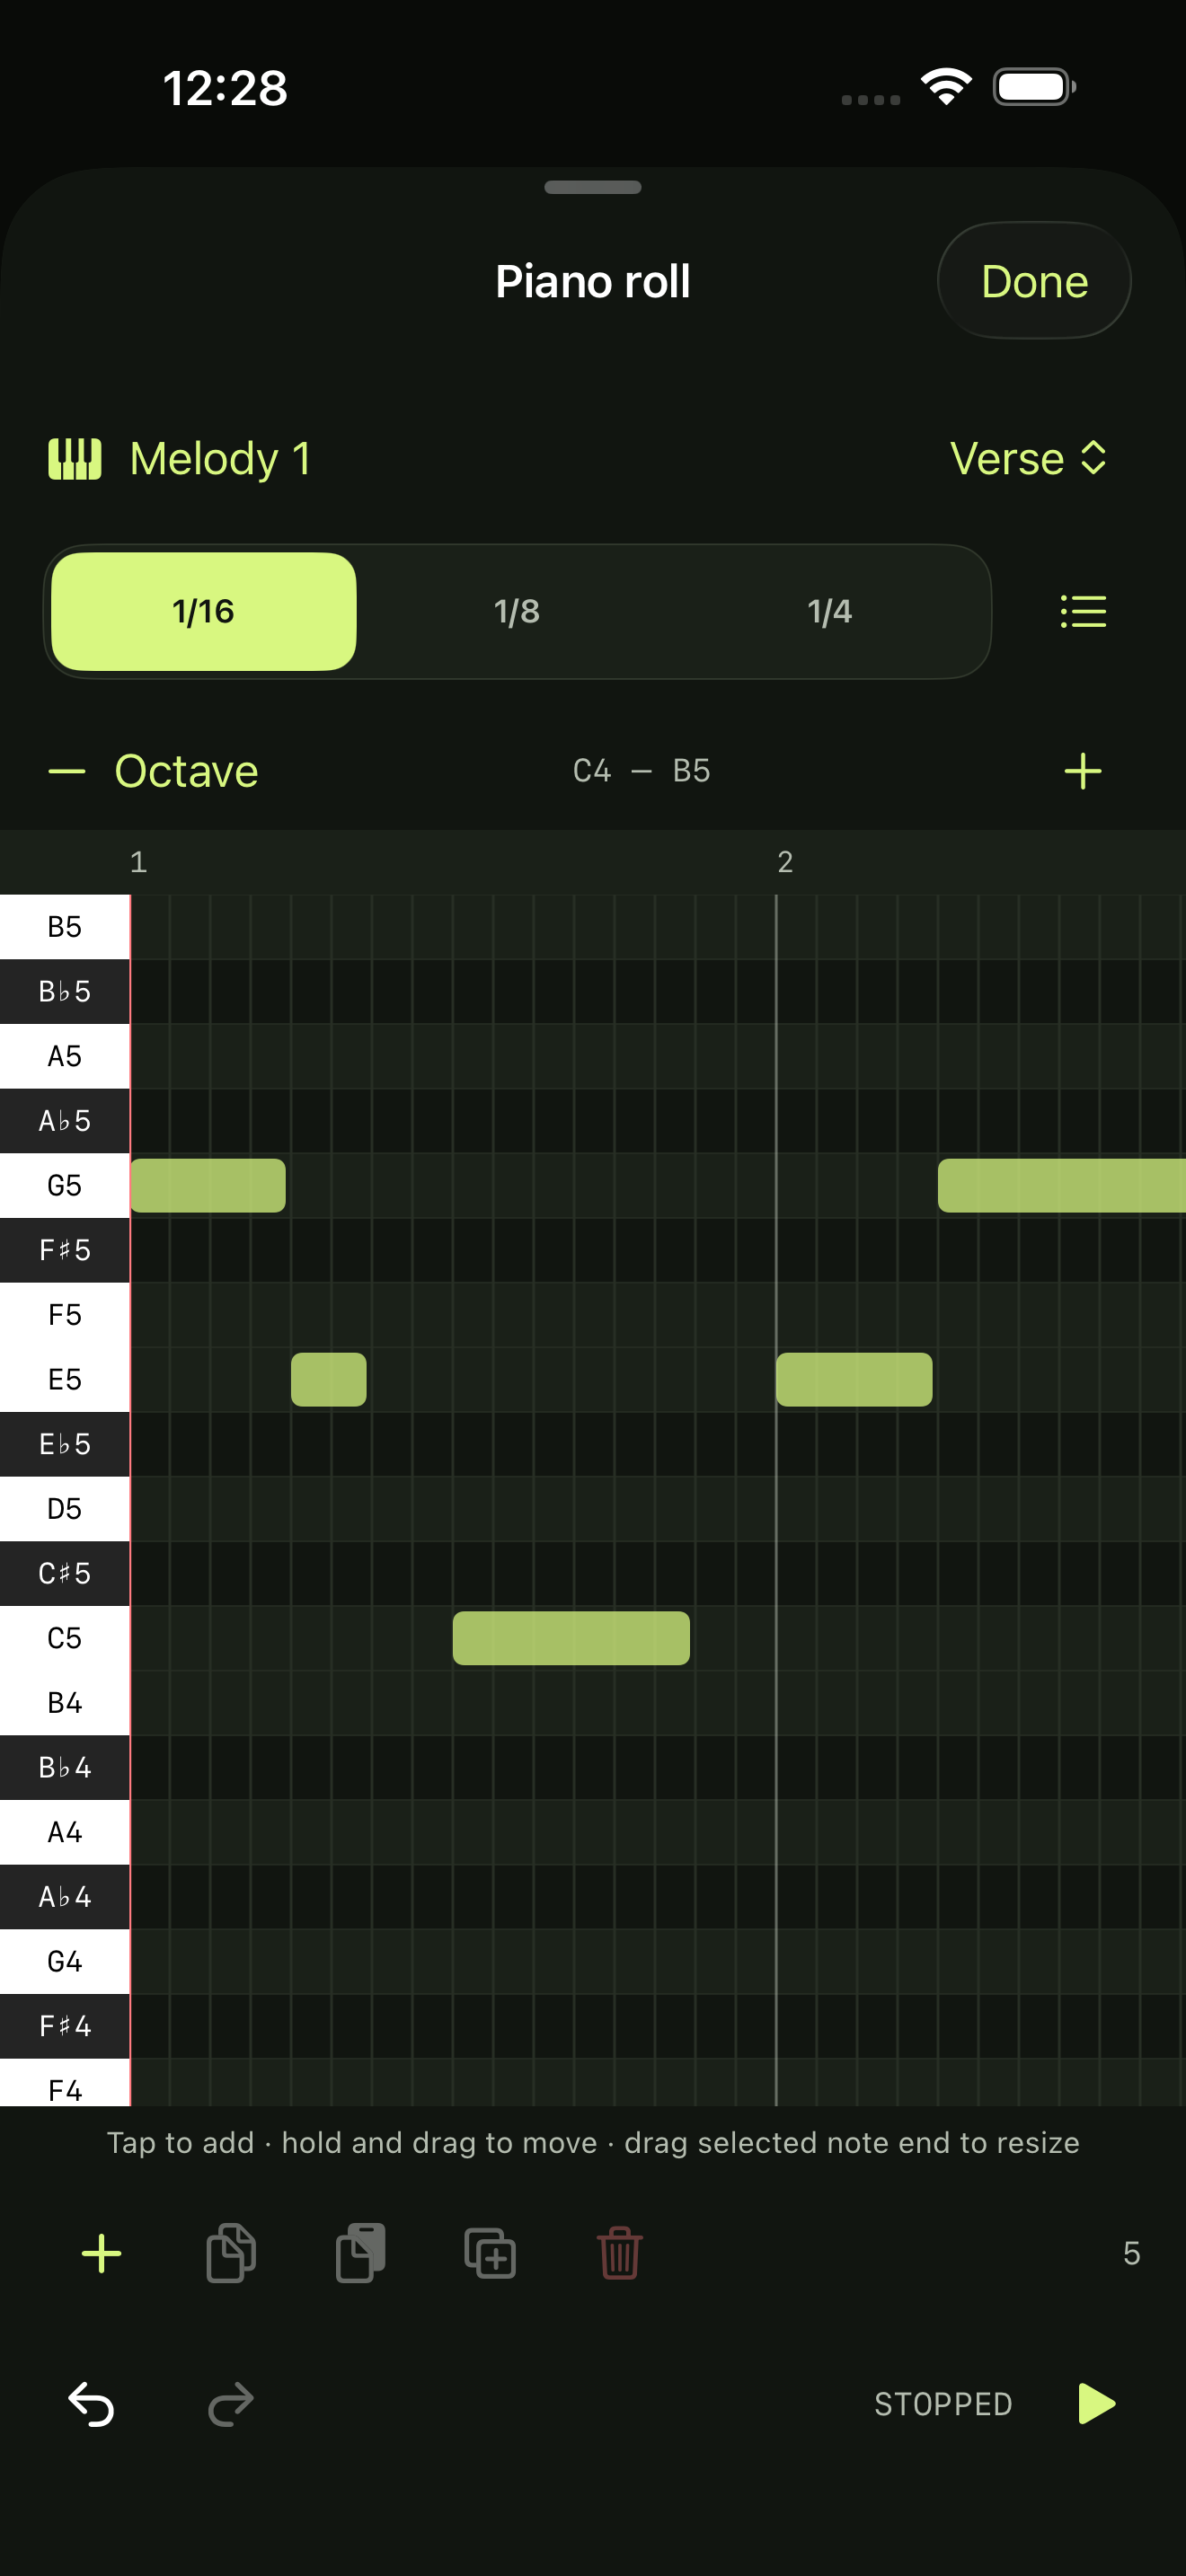 12:28
Piano roll
Done
Melody 1
Verse
1/16
1/8
1/4
Octave
C4 – B5
1
2
B5
B♭5
A5
A♭5
G5
F♯5
F5
E5
E♭5
D5
C♯5
C5
B4
B♭4
A4
A♭4
G4
F♯4
F4
Tap to add · hold and drag to move · drag selected note end to resize
5
STOPPED